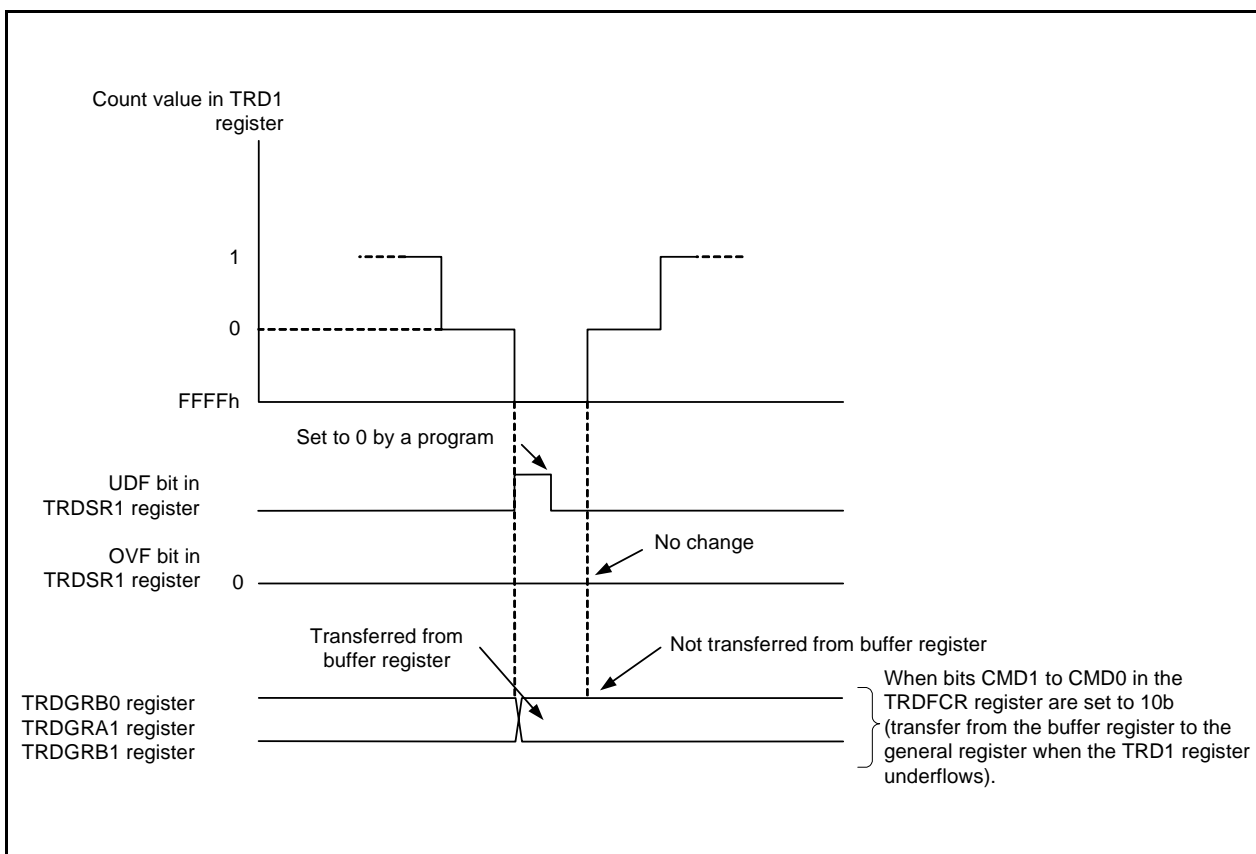 Count value in TRD1
register
1
0
FFFFh
Set to 0 by a program
UDF bit in
TRDSR1 register
No change
OVF bit in
TRDSR1 register
0
Transferred from
buffer register
Not transferred from buffer register
TRDGRB0 register
TRDGRA1 register
TRDGRB1 register
When bits CMD1 to CMD0 in the
TRDFCR register are set to 10b
(transfer from the buffer register to the
general register when the TRD1 register
underflows).